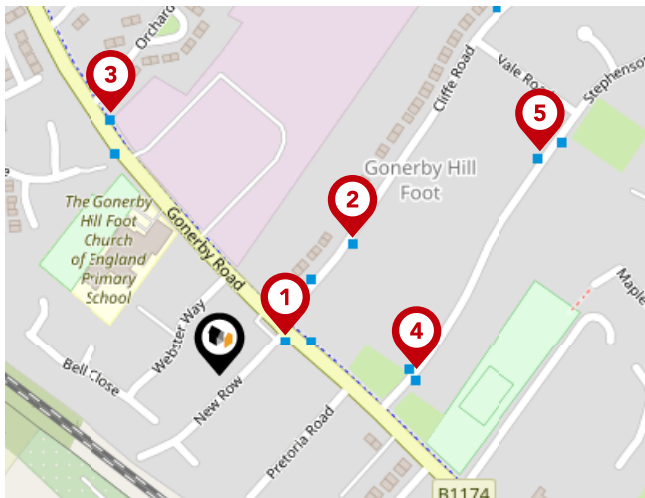 Orchard
3
Cliffe Road
Vale Road
Stephenson
5
Gonerby Hill
Foot
2
The Gonerby
Hill Foot
Church
of England
Primary
School
Gonerby Road
1
Maple
4
Webster Way
Bell Close
New Row
Pretoria Road
B1174